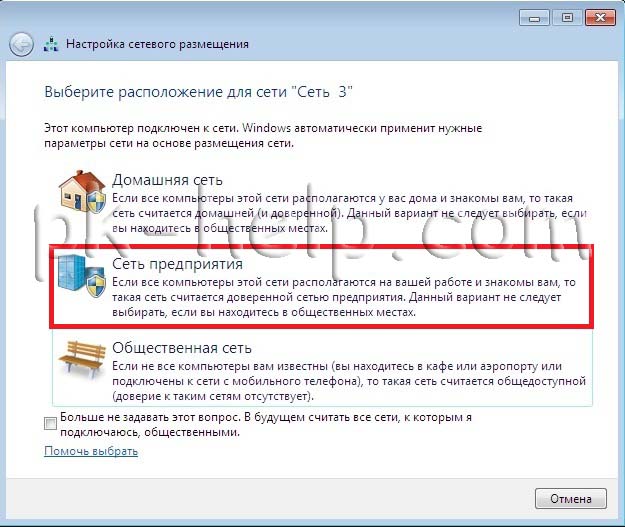 Настройка сетевого размещения
Выберите расположение для сети "Сеть 3"
Этот компьютер подключен к сети. Windows автоматически применит нужные
параметры сети на основе размещения сети.
Домашняя сеть
Если все компьютеры этой сети располагаются у вас дома и знакомы вам, то такая
сеть считается домашней (и доверенной). Данный вариант не следует выбирать, если
вы находитесь в общественных местах.
pk-help.com
Сеть предприятия
Если все компьютеры этой сети располагаются на вашей работе и знакомы вам, то
такая сеть считается доверенной сетью предприятия. Данный вариант не следует
выбирать, если вы находитесь в общественных местах.
Общественная сеть
Если не все компьютеры вам известны (вы находитесь в кафе или аэропорту или
подключены к сети с мобильного телефона), то такая сеть считается общедоступной
(доверие к таким сетям отсутствует).
Больше не задавать этот вопрос. В будущем считать все сети, к которым я
подключаюсь, общественными.
Помочь выбрать
Отмена